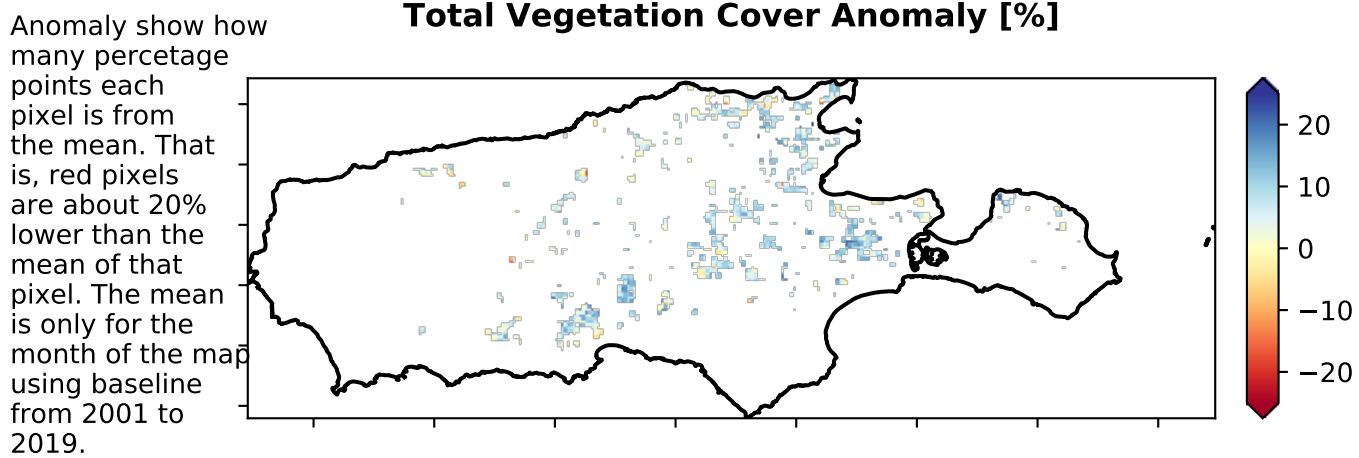 Total Vegetation Cover Anomaly [%]
Anomaly show how
many percetage
points each
pixel is from
the mean. That
is, red pixels
are about 20%
lower than the
mean of that
pixel. The mean
is only for the
month of the map
using baseline
from 2001 to
2019.
20
10
0
−10
−20